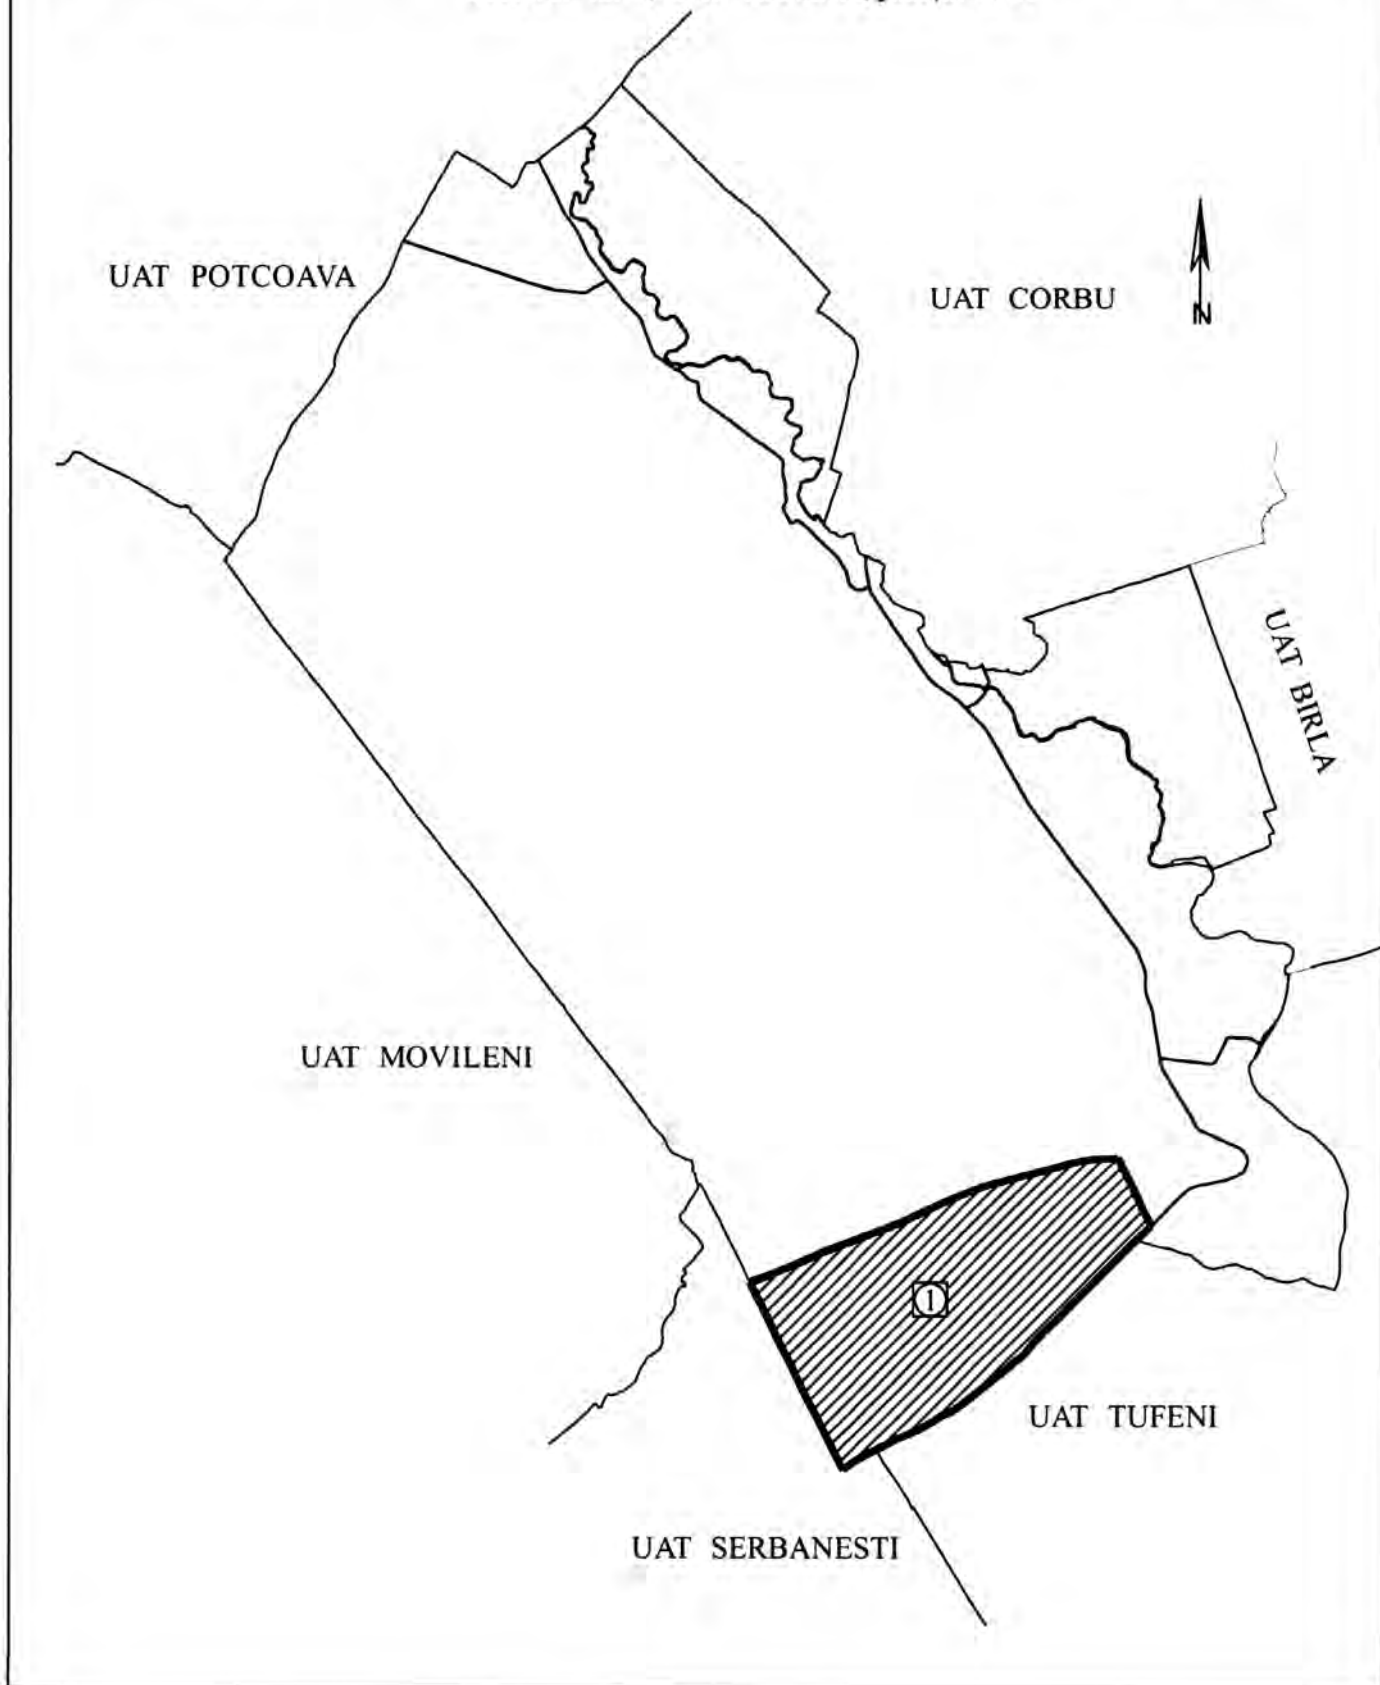 UAT POTCOAVA
UAT CORBU
N
UAT BIRLA
UAT MOVILENI
1
UAT TUFENI
UAT SERBANESTI